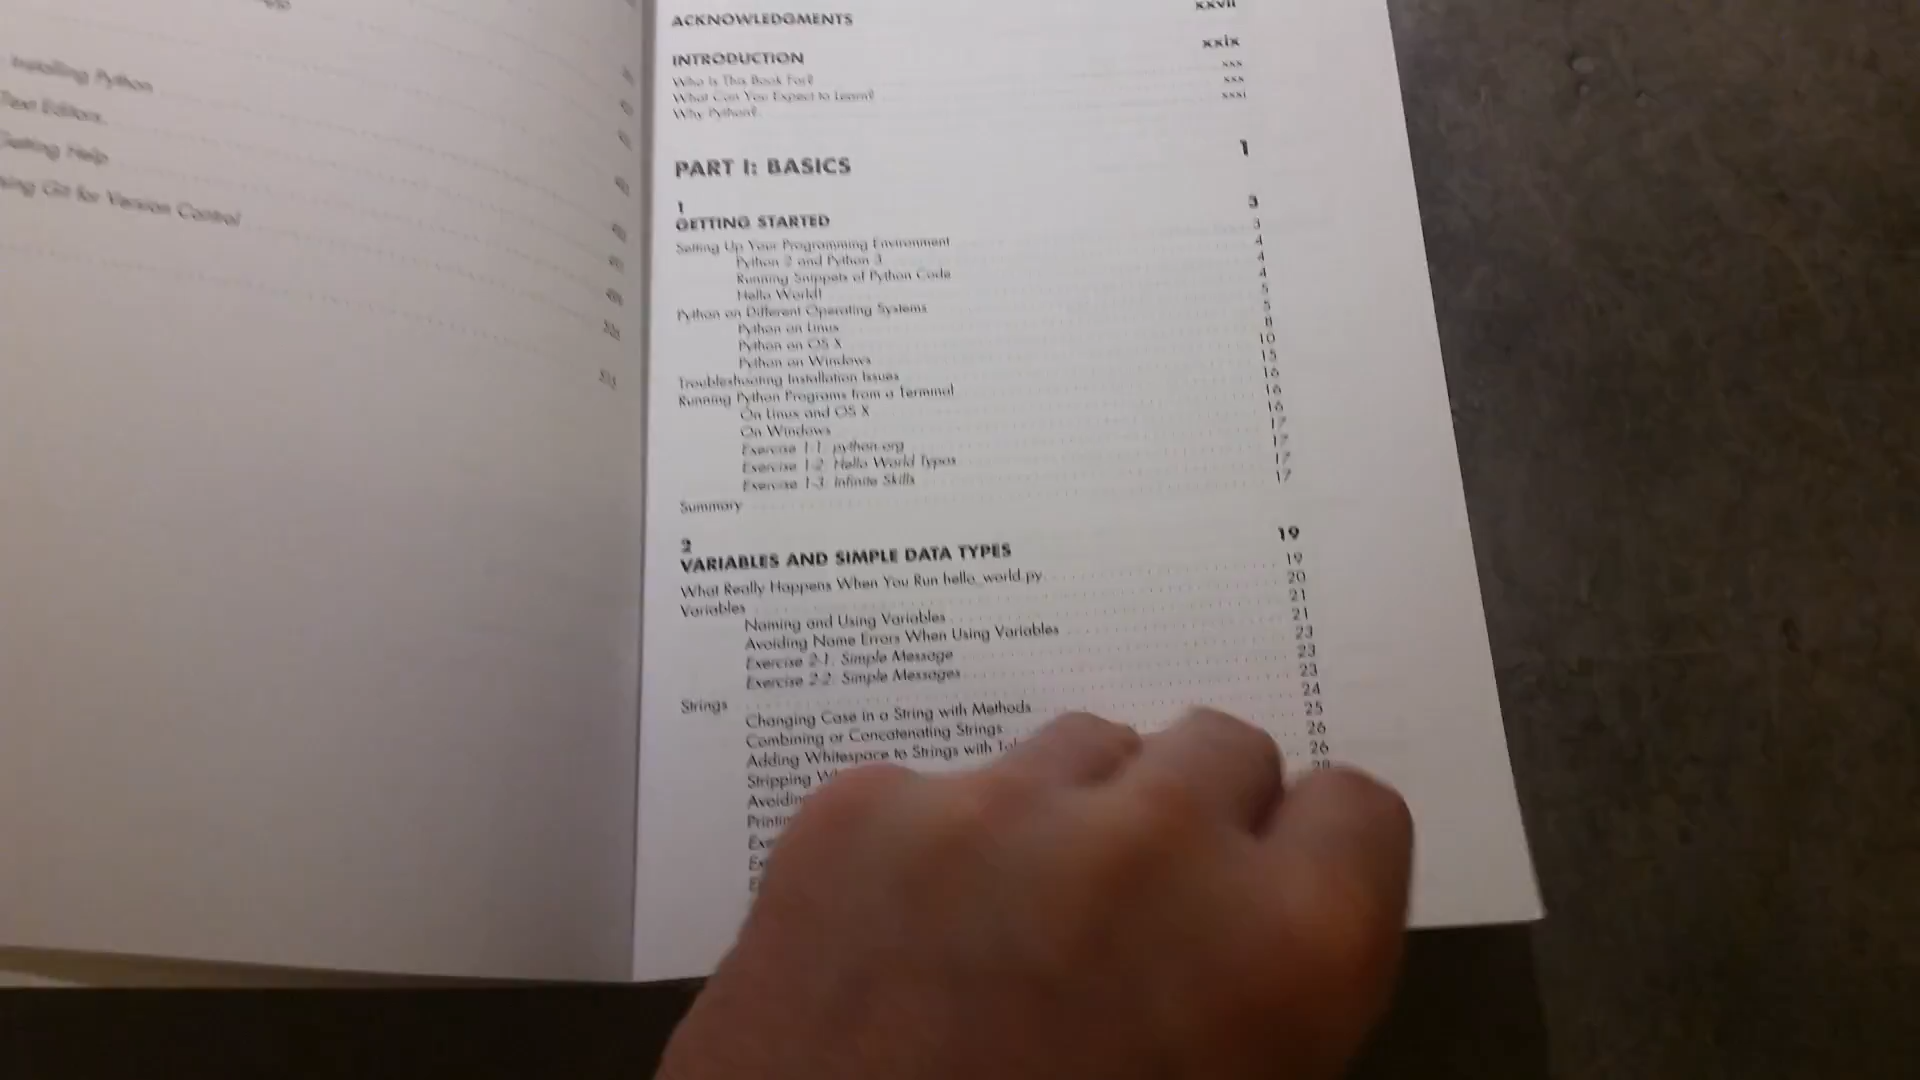 Installing Python
Text Editors
Getting Help
Using Git for Version Control
ACKNOWLEDGMENTS xxvii
INTRODUCTION xxix
Who Is This Book For? xxx
What Can You Expect to Learn? xxx
Why Python? xxxi
PART I: BASICS 1
1
GETTING STARTED 3
Setting Up Your Programming Environment 3
Python 2 and Python 3 4
Running Snippets of Python Code 4
Hello World! 4
Python on Different Operating Systems 5
Python on Linux 5
Python on OS X 8
Python on Windows 10
Troubleshooting Installation Issues 15
Running Python Programs from a Terminal 16
On Linux and OS X 16
On Windows 16
Exercise 1-1: python.org 17
Exercise 1-2: Hello World Typos 17
Exercise 1-3: Infinite Skills 17
Summary 17
2
VARIABLES AND SIMPLE DATA TYPES 19
What Really Happens When You Run hello_world.py 19
Variables 20
Naming and Using Variables 21
Avoiding Name Errors When Using Variables 21
Exercise 2-1: Simple Message 23
Exercise 2-2: Simple Messages 23
Strings 23
Changing Case in a String with Methods 24
Combining or Concatenating Strings 25
Adding Whitespace to Strings with 26
Stripping 26
Avoiding 28